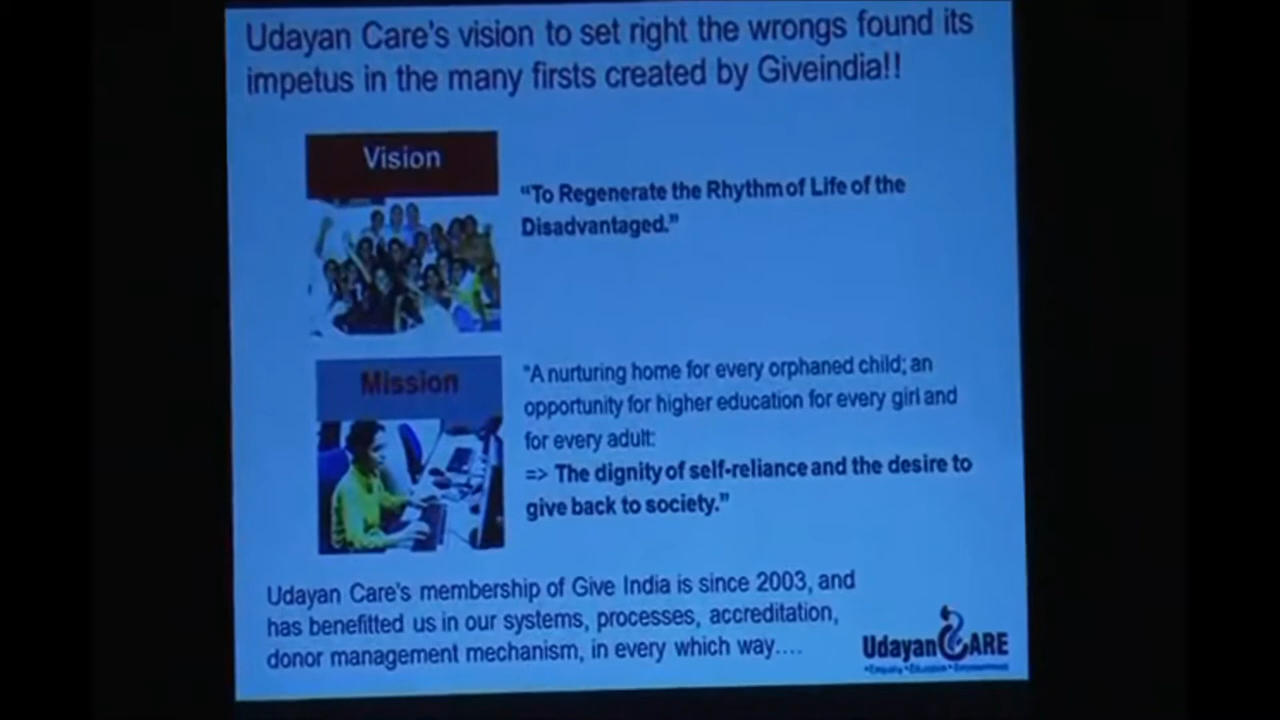 Udayan Care's vision to set right the wrongs found its
impetus in the many firsts created by Giveindia!!
Vision
“To Regenerate the Rhythm of Life of the
Disadvantaged.”
Mission
"A nurturing home for every orphaned child; an
opportunity for higher education for every girl and
for every adult:
=> The dignity of self-reliance and the desire to
give back to society.”
Udayan Care's membership of Give India is since 2003, and
has benefitted us in our systems, processes, accreditation,
donor management mechanism, in every which way....
Udayan CARE